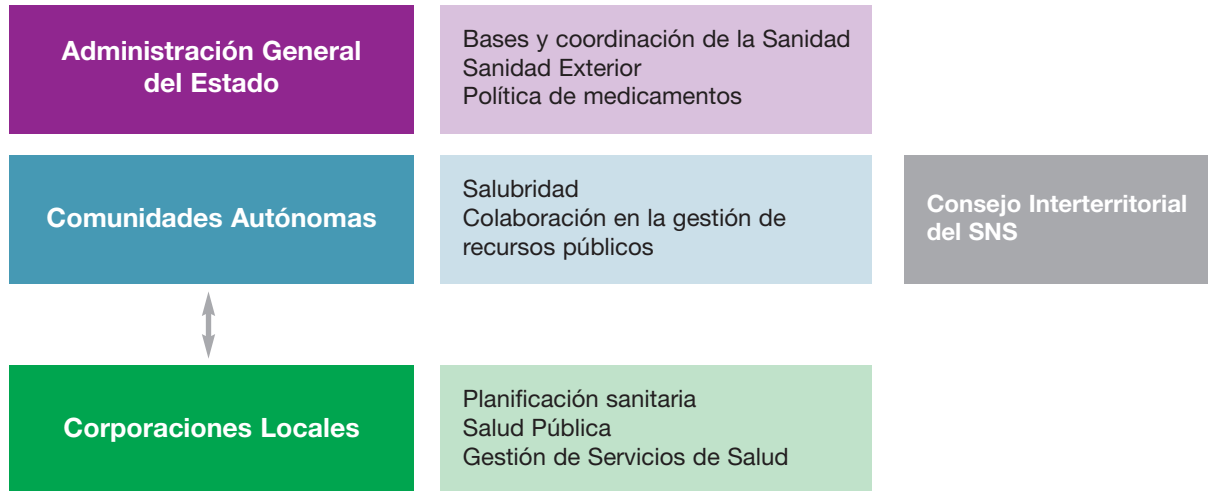 Administración General
del Estado
Bases y coordinación de la Sanidad
Sanidad Exterior
Política de medicamentos
Comunidades Autónomas
Salubridad
Colaboración en la gestión de
recursos públicos
Consejo Interterritorial
del SNS
Corporaciones Locales
Planificación sanitaria
Salud Pública
Gestión de Servicios de Salud